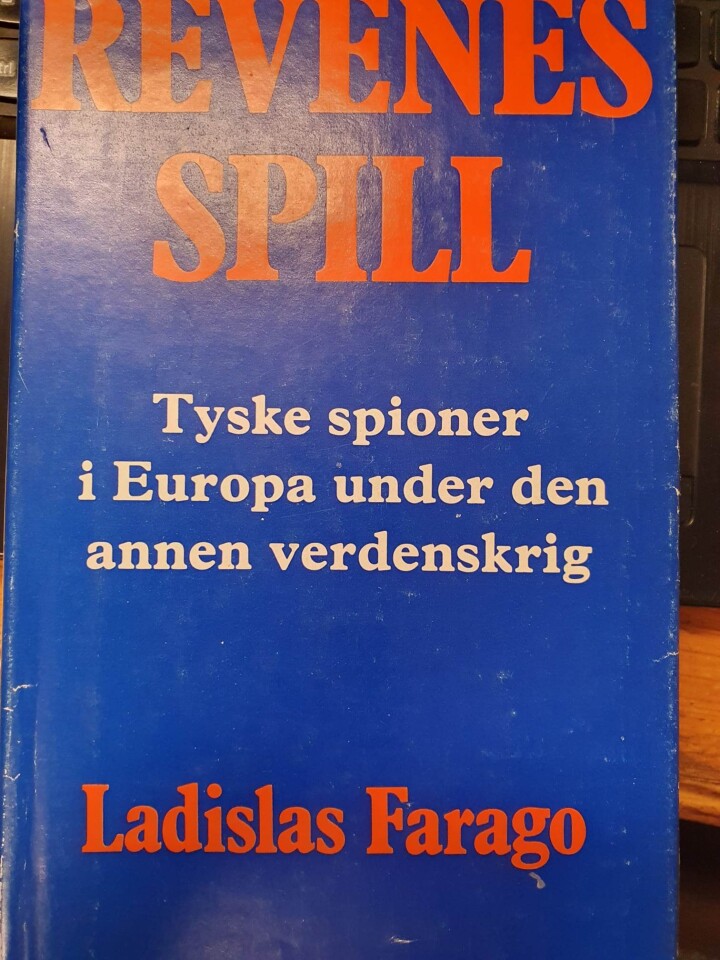 REVENES
SPILL
Tyske spioner
i Europa under den
annen verdenskrig
Ladislas Farago